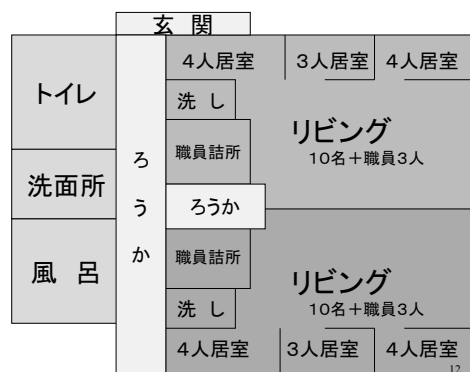 玄関
4人居室
3人居室
4人居室
トイレ
洗し
リビング
10名+職員3人
職員詰所
洗面所
ろうか
ろうか
風呂
職員詰所
リビング
10名+職員3人
洗し
4人居室
3人居室
4人居室
12